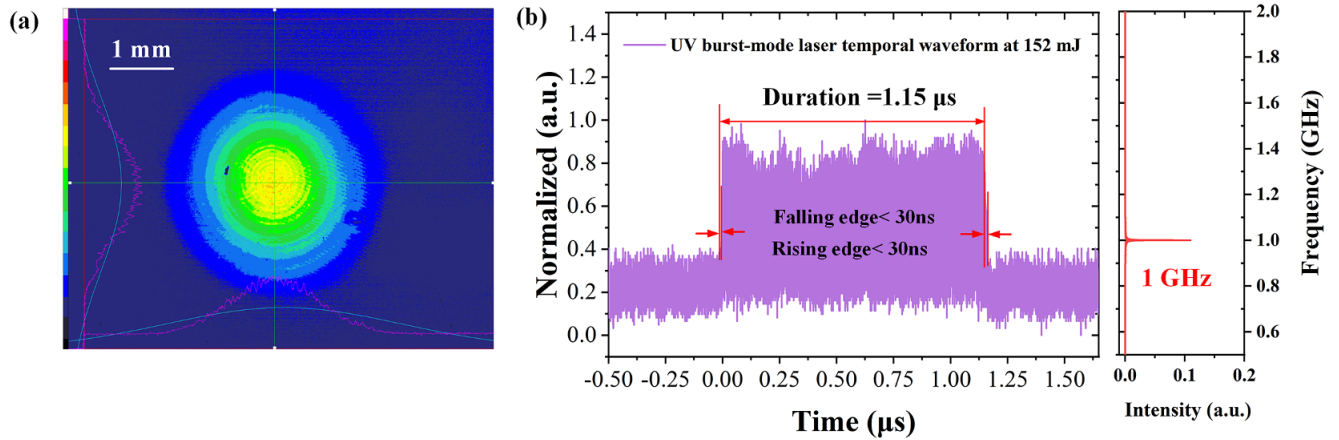 (a)
1 mm
(b)
UV burst-mode laser temporal waveform at 152 mJ
Duration =1.15 μs
Falling edge< 30ns
Rising edge< 30ns
Normalized (a.u.)
1.4
1.2
1.0
0.8
0.6
0.4
0.2
0.0
-0.50 -0.25 0.00 0.25 0.50 0.75 1.00 1.25 1.50
Time (μs)
1 GHz
2.0
1.8
1.6
1.4
1.2
1.0
0.8
0.6
Frequency (GHz)
0.0 0.1 0.2
Intensity (a.u.)